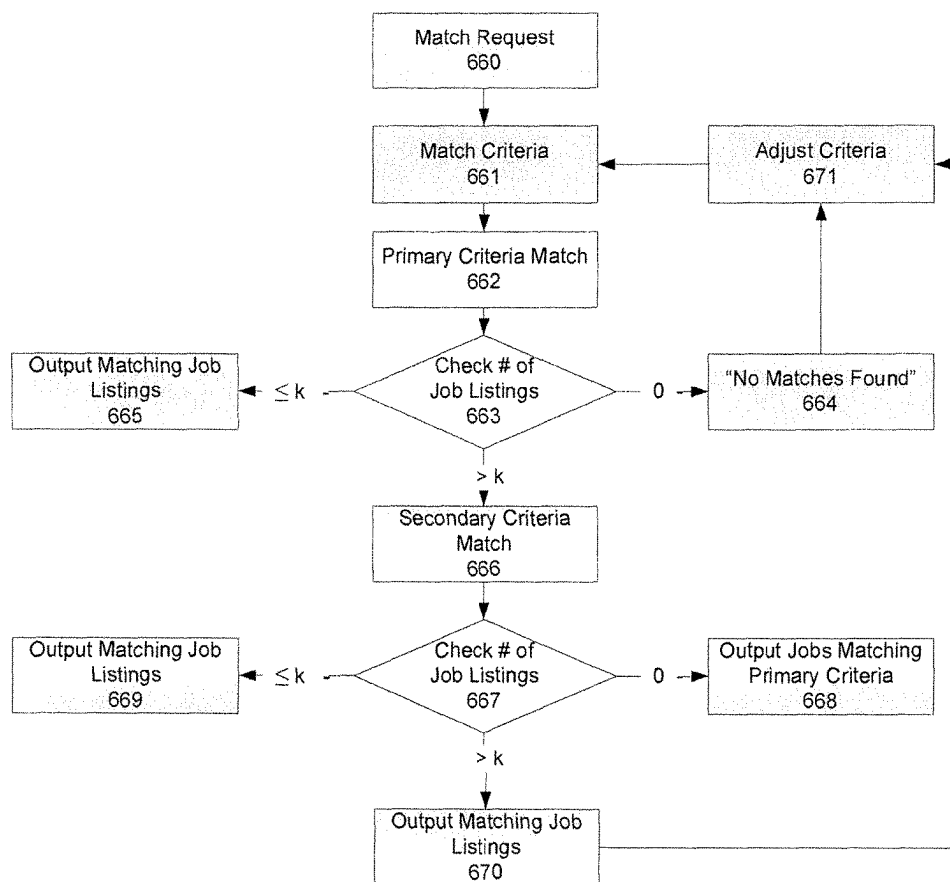 Match Request
660
Match Criteria
661
Adjust Criteria
671
Primary Criteria Match
662
Output Matching Job
Listings
665
≤ k
Check # of
Job Listings
663
0
"No Matches Found"
664
> k
Secondary Criteria
Match
666
Output Matching Job
Listings
669
≤ k
Check # of
Job Listings
667
0
Output Jobs Matching
Primary Criteria
668
> k
Output Matching Job
Listings
670